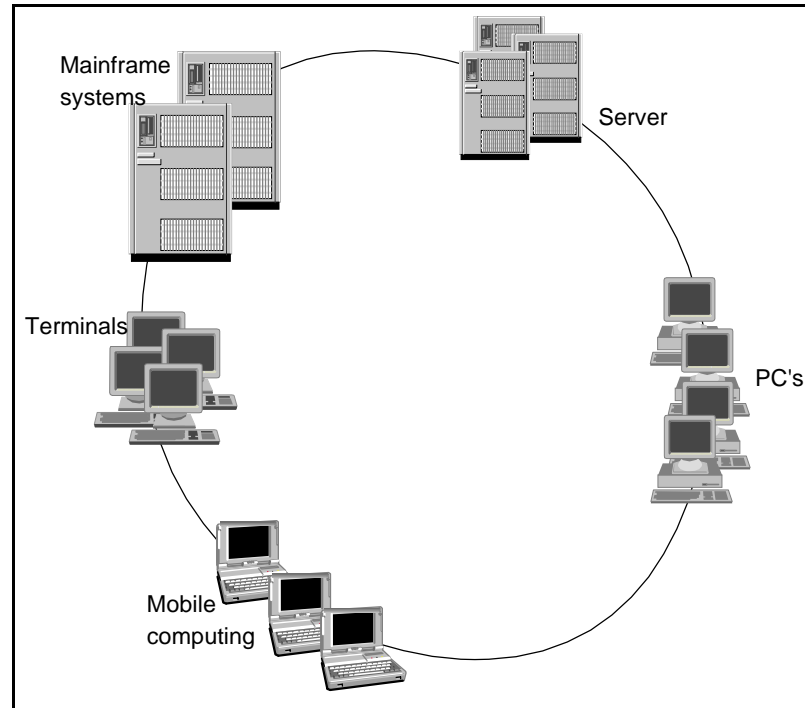 Mainframe
systems
Server
Terminals
PC's
Mobile
computing